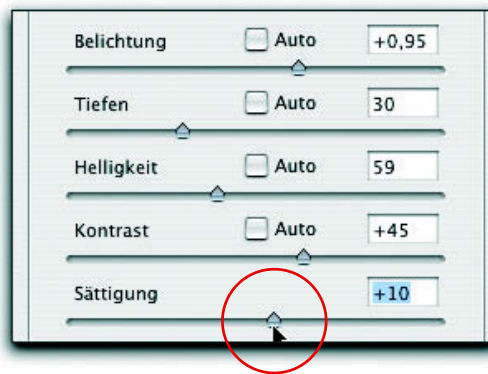 Belichtung Auto +0,95
Tiefen Auto 30
Helligkeit Auto 59
Kontrast Auto +45
Sättigung +10